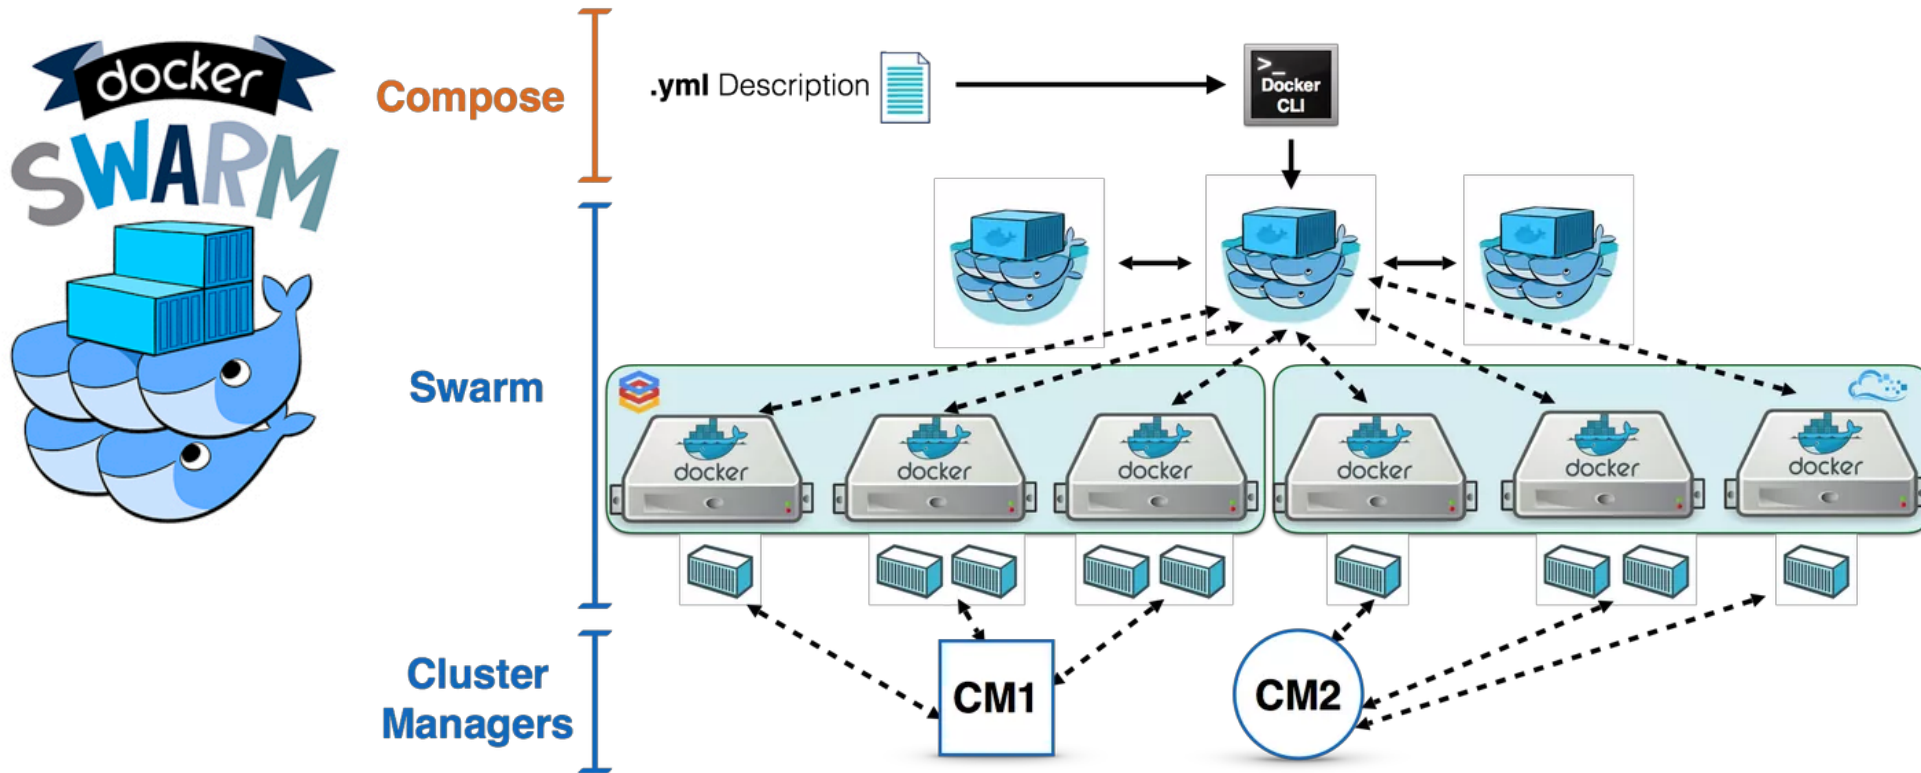 docker
SWARM
Compose
.yml Description
>_
Docker
CLI
Swarm
docker
docker
docker
docker
docker
docker
Cluster
Managers
CM1
CM2